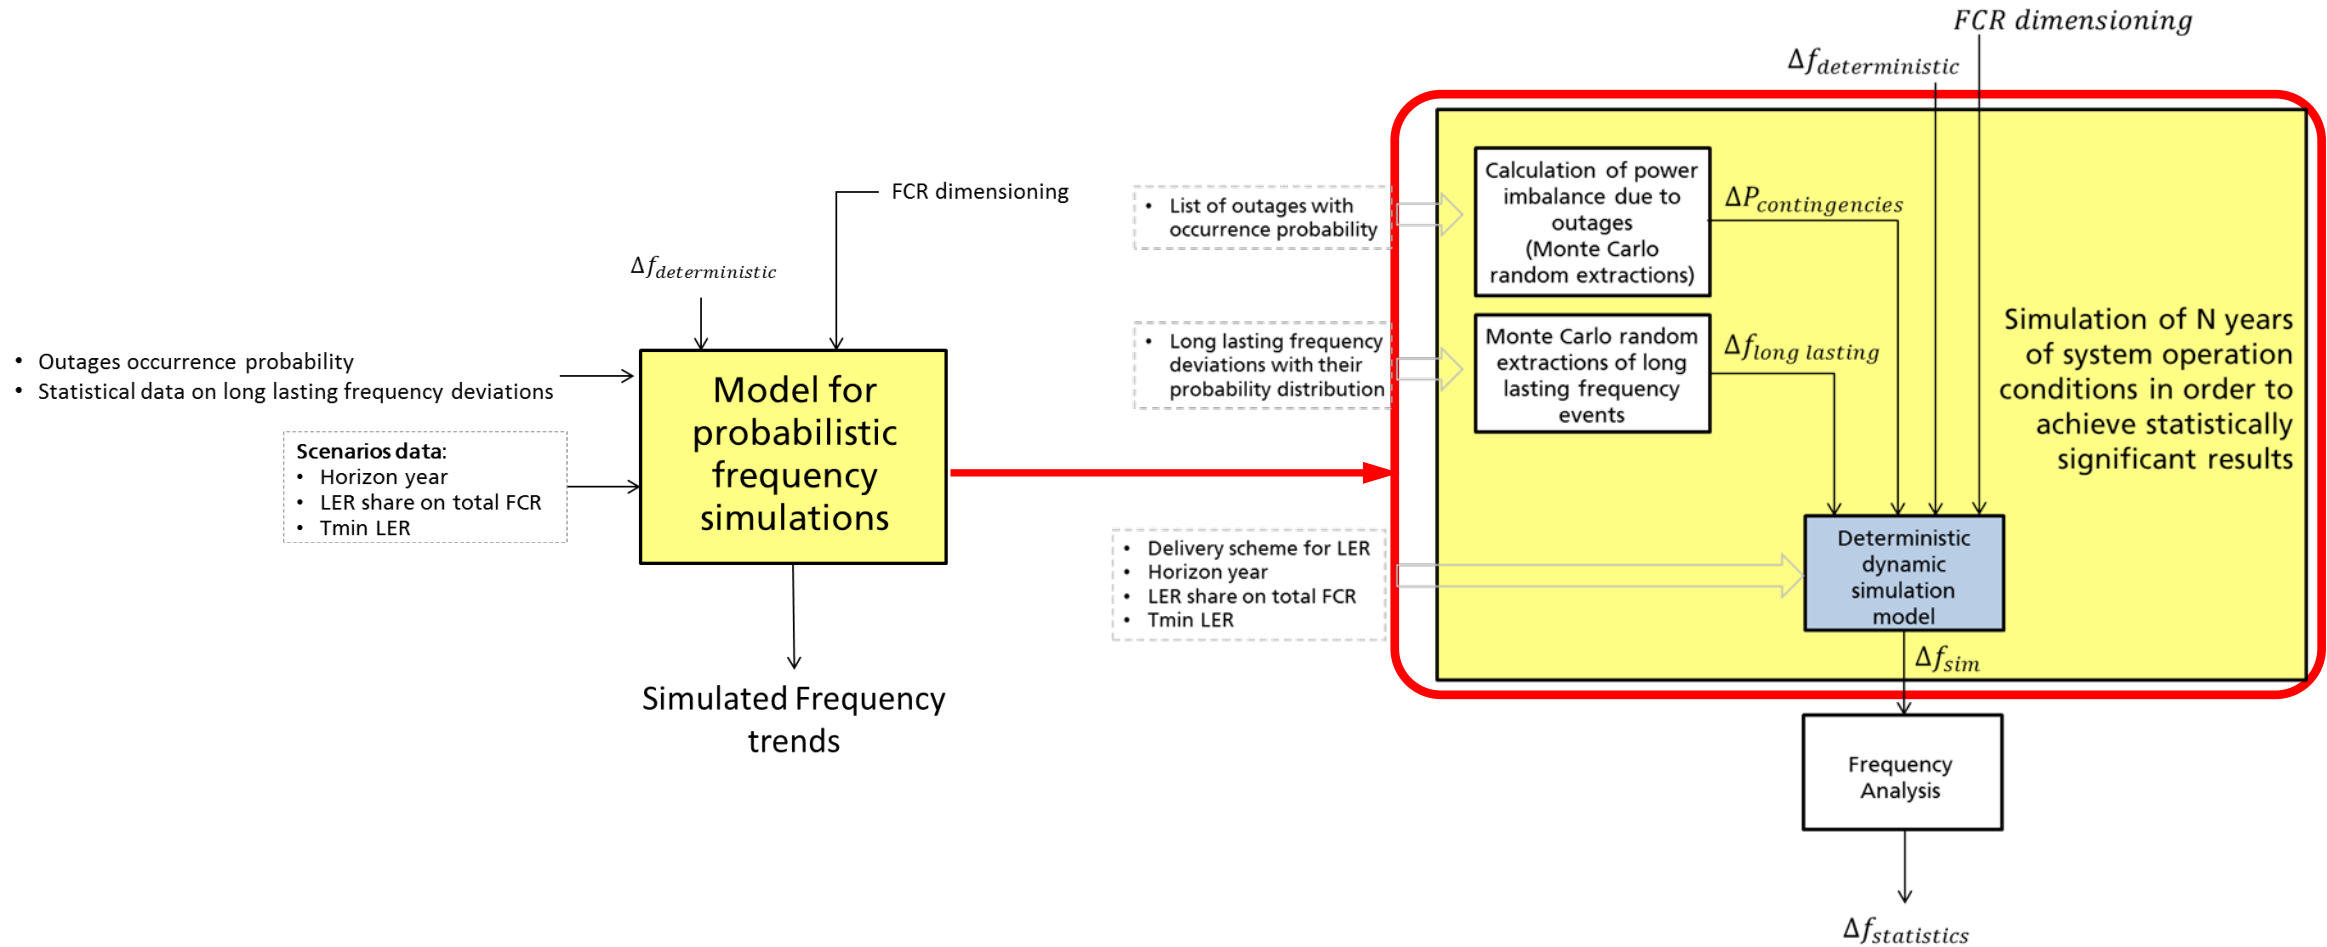 FCR dimensioning
Δf deterministic
• Outages occurrence probability
• Statistical data on long lasting frequency deviations
Scenarios data:
• Horizon year
• LER share on total FCR
• Tmin LER
Model for
probabilistic
frequency
simulations
Simulated Frequency
trends
FCR dimensioning
Δf deterministic
• List of outages with
occurrence probability
Calculation of power
imbalance due to
outages
(Monte Carlo
random extractions)
ΔP contingencies
• Long lasting frequency
deviations with their
probability distribution
Monte Carlo random
extractions of long
lasting frequency
events
Δf long lasting
Simulation of N years
of system operation
conditions in order to
achieve statistically
significant results
• Delivery scheme for LER
• Horizon year
• LER share on total FCR
• Tmin LER
Deterministic
dynamic
simulation
model
Δf sim
Frequency
Analysis
Δf statistics